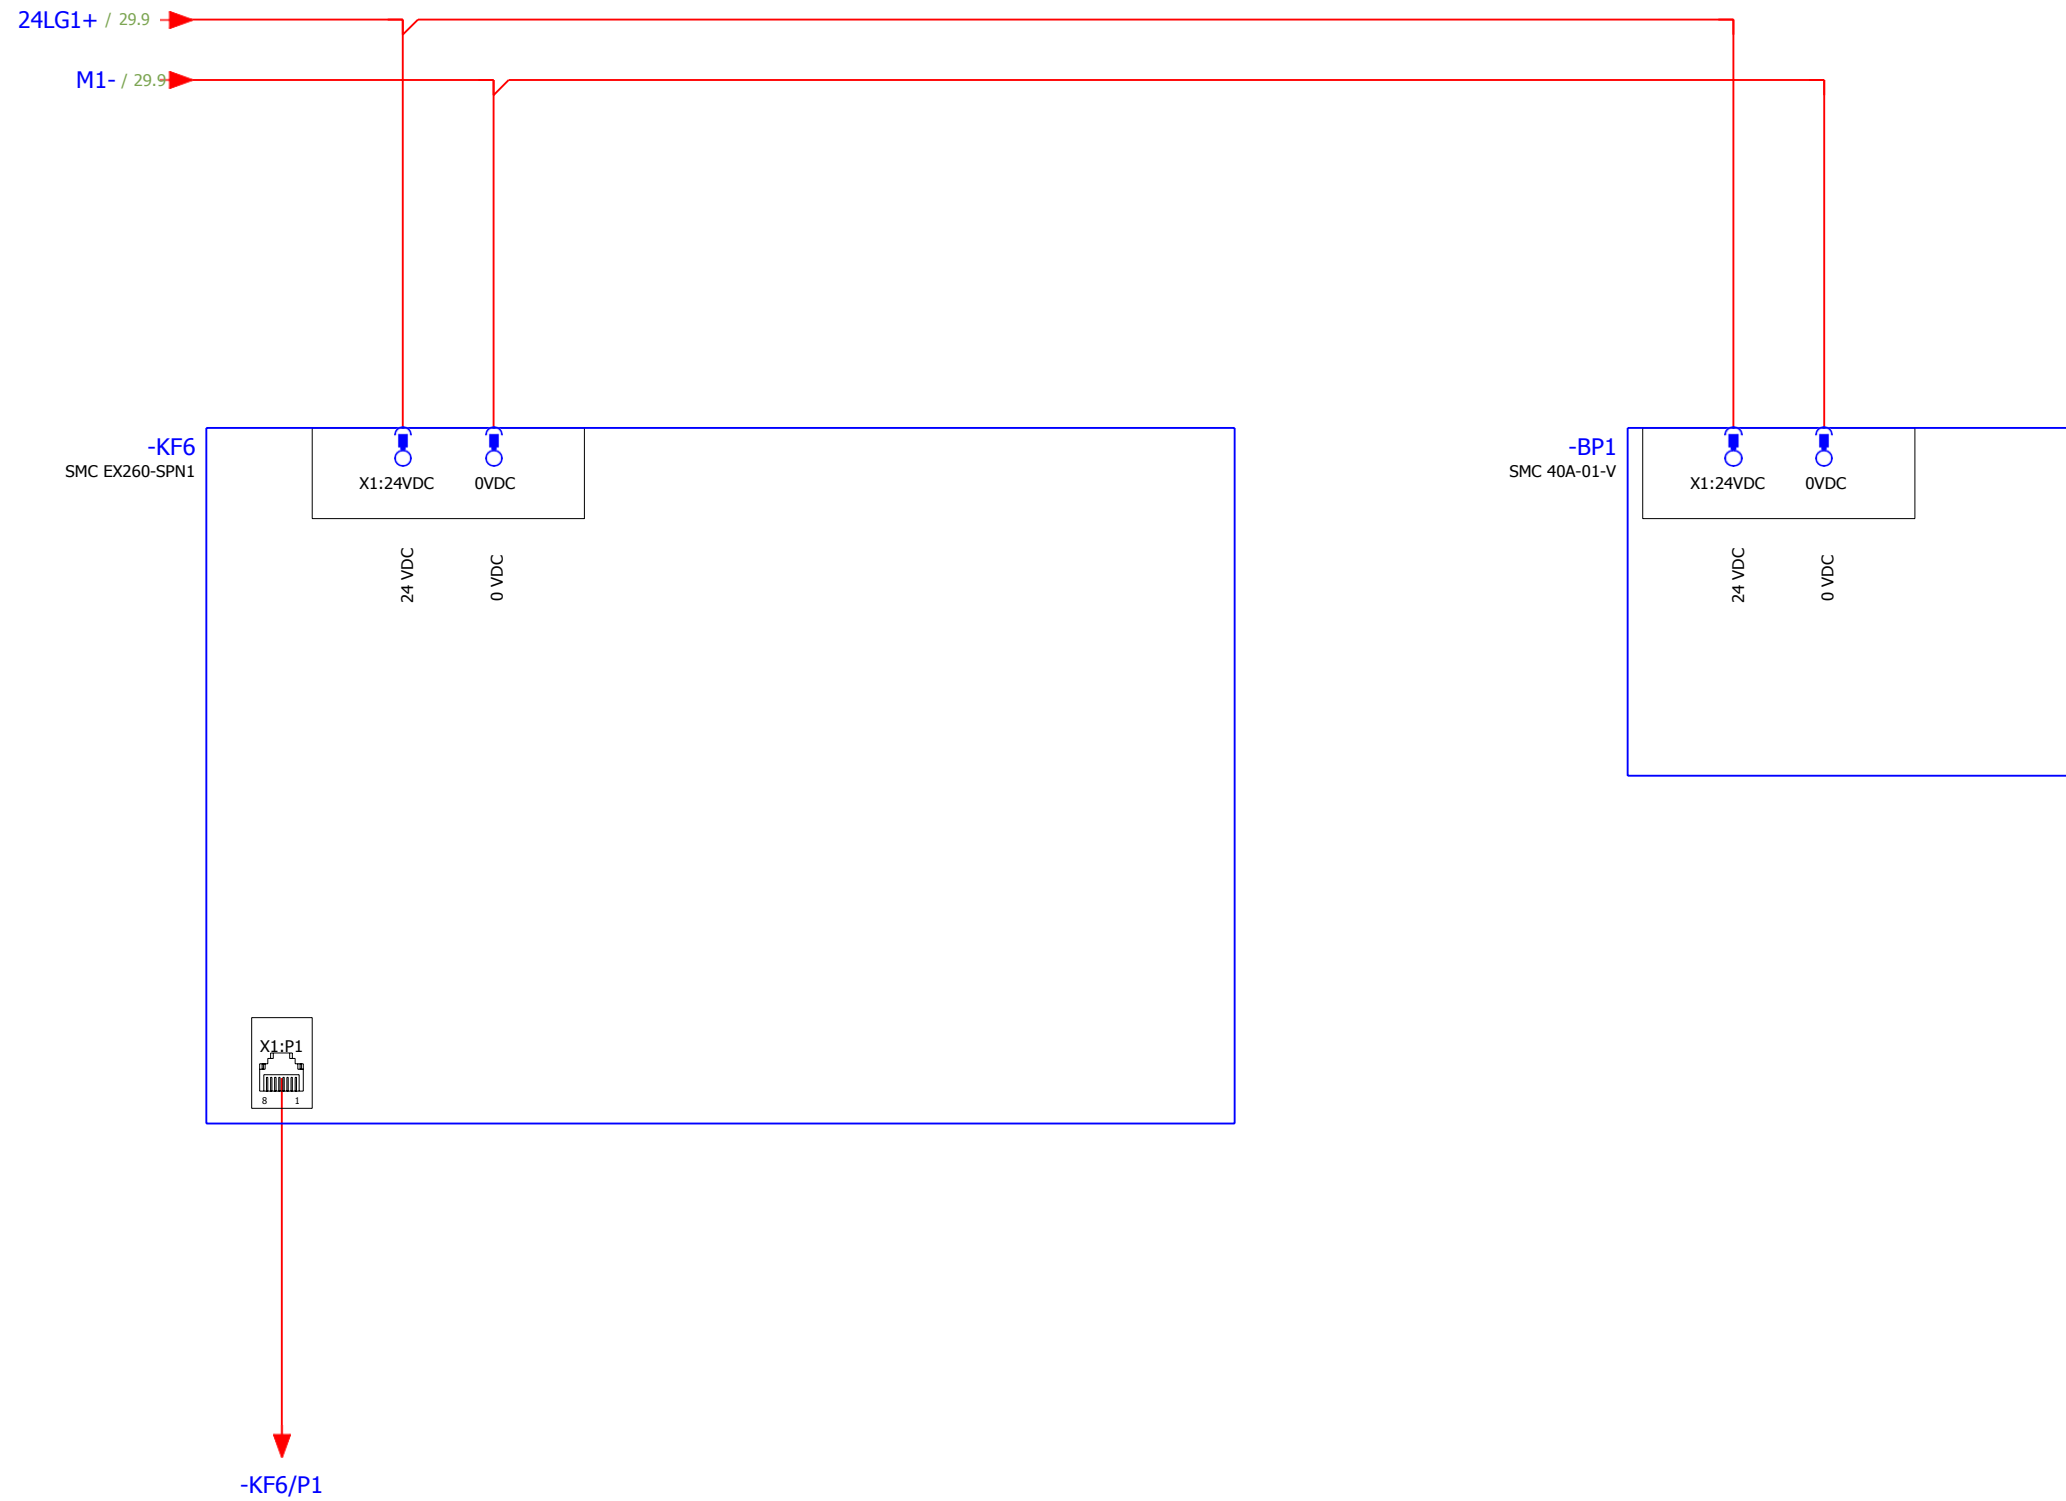 24LG1+ / 29.9
M1- / 29.9
-KF6
SMC EX260-SPN1
X1:24VDC 0VDC
24 VDC
0 VDC
-BP1
SMC 40A-01-V
X1:24VDC 0VDC
24 VDC
0 VDC
X1:P1
8 1
-KF6/P1